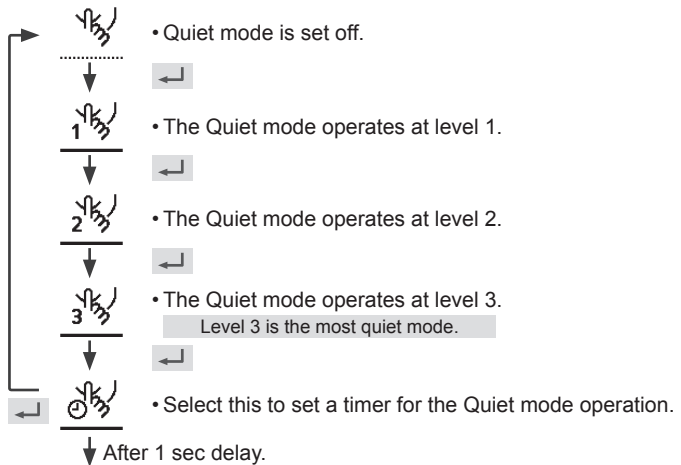 • Quiet mode is set off.
1 • The Quiet mode operates at level 1.
2 • The Quiet mode operates at level 2.
3 • The Quiet mode operates at level 3.
Level 3 is the most quiet mode.
• Select this to set a timer for the Quiet mode operation.
After 1 sec delay.